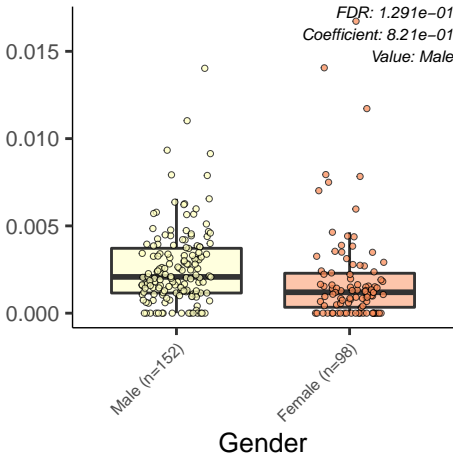 FDR: 1.291e−01
Coefficient: 8.21e−01
Value: Male
0.015
0.010
0.005
0.000
Male (n=152)
Female (n=98)
Gender